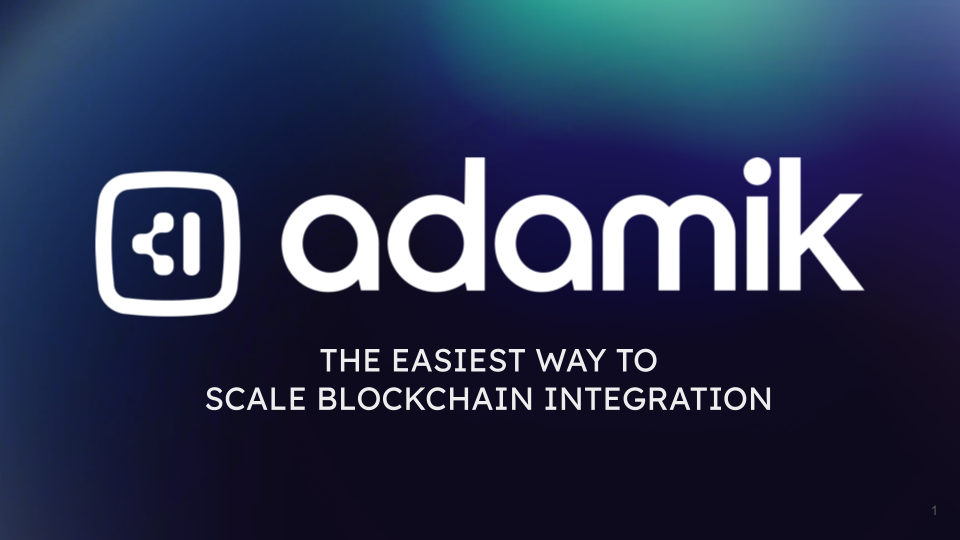 adamik
THE EASIEST WAY TO
SCALE BLOCKCHAIN INTEGRATION
1